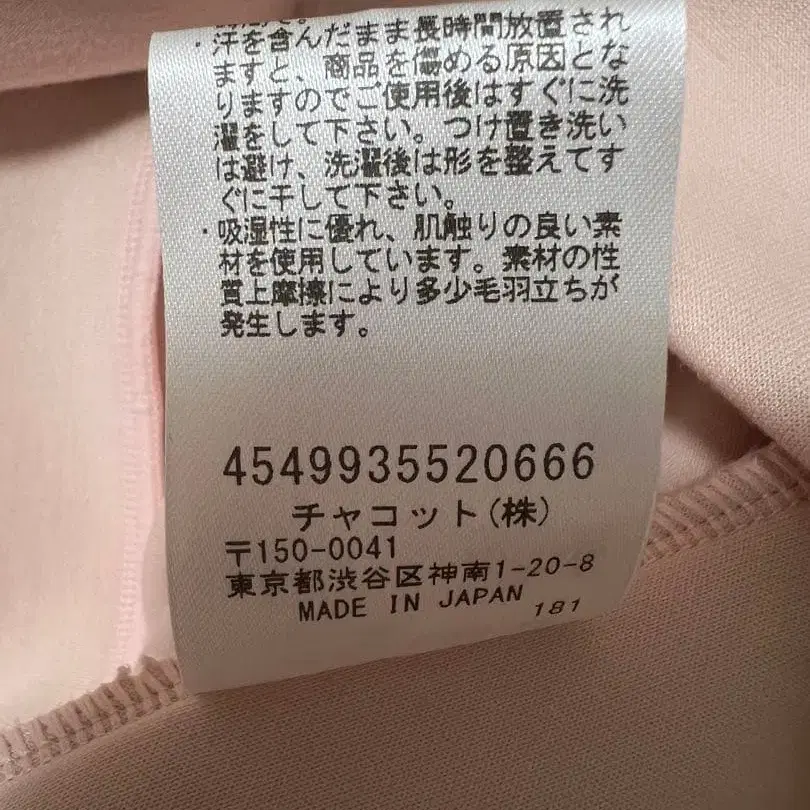 ・汗を含んだまま長時間放置され
ますと、商品を傷める原因とな
りますのでご使用後はすぐに洗
濯をして下さい。つけ置き洗い
は避け、洗濯後は形を整えてす
ぐに干して下さい。
・吸湿性に優れ、肌触りの良い素
材を使用しています。素材の性
質上摩擦により多少毛羽立ちが
発生します。
4549935520666
チャコット(株)
〒150-0041
東京都渋谷区神南1-20-8
MADE IN JAPAN 181